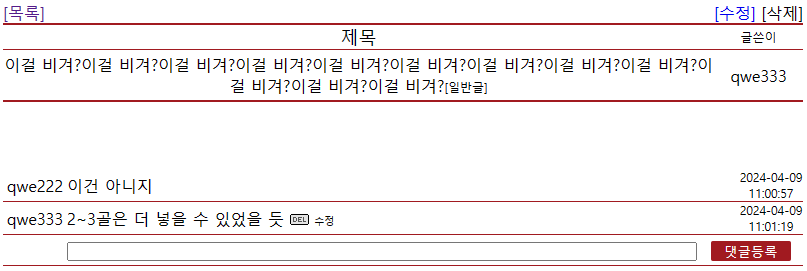 [목록] [수정] [삭제]
제목 글쓴이
이걸 비겨?이걸 비겨?이걸 비겨?이걸 비겨?이걸 비겨?이걸 비겨?이걸 비겨?이걸 비겨?이걸 비겨?이
걸 비겨?이걸 비겨?이걸 비겨?[일반글] qwe333
qwe222 이건 아니지 2024-04-09
11:00:57
qwe333 2~3골은 더 넣을 수 있었을 듯 DEL 수정 2024-04-09
11:01:19
댓글등록